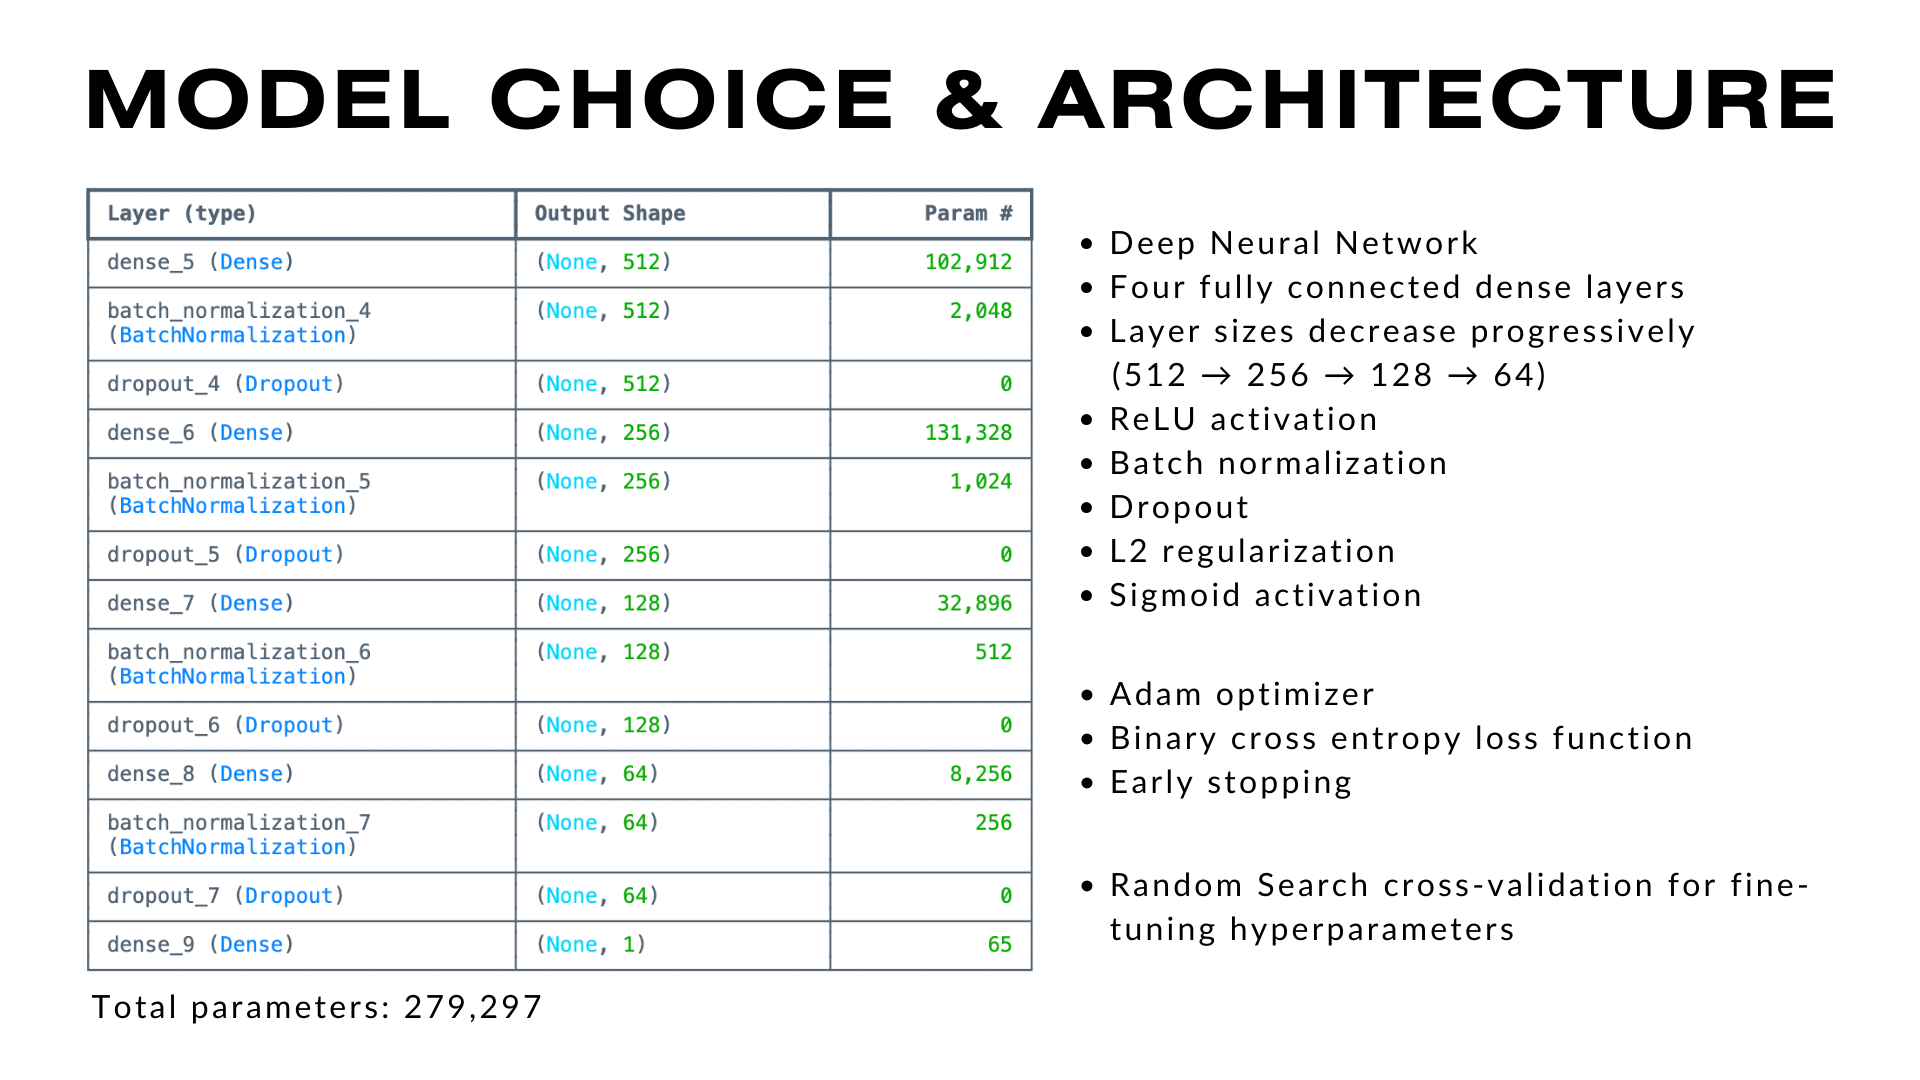 MODEL CHOICE & ARCHITECTURE
Layer (type) Output Shape Param #
dense_5 (Dense) (None, 512) 102,912
batch_normalization_4 (None, 512) 2,048
(BatchNormalization)
dropout_4 (Dropout) (None, 512) 0
dense_6 (Dense) (None, 256) 131,328
batch_normalization_5 (None, 256) 1,024
(BatchNormalization)
dropout_5 (Dropout) (None, 256) 0
dense_7 (Dense) (None, 128) 32,896
batch_normalization_6 (None, 128) 512
(BatchNormalization)
dropout_6 (Dropout) (None, 128) 0
dense_8 (Dense) (None, 64) 8,256
batch_normalization_7 (None, 64) 256
(BatchNormalization)
dropout_7 (Dropout) (None, 64) 0
dense_9 (Dense) (None, 1) 65
Total parameters: 279,297
• Deep Neural Network
• Four fully connected dense layers
• Layer sizes decrease progressively
(512 → 256 → 128 → 64)
• ReLU activation
• Batch normalization
• Dropout
• L2 regularization
• Sigmoid activation
• Adam optimizer
• Binary cross entropy loss function
• Early stopping
• Random Search cross-validation for fine-
tuning hyperparameters